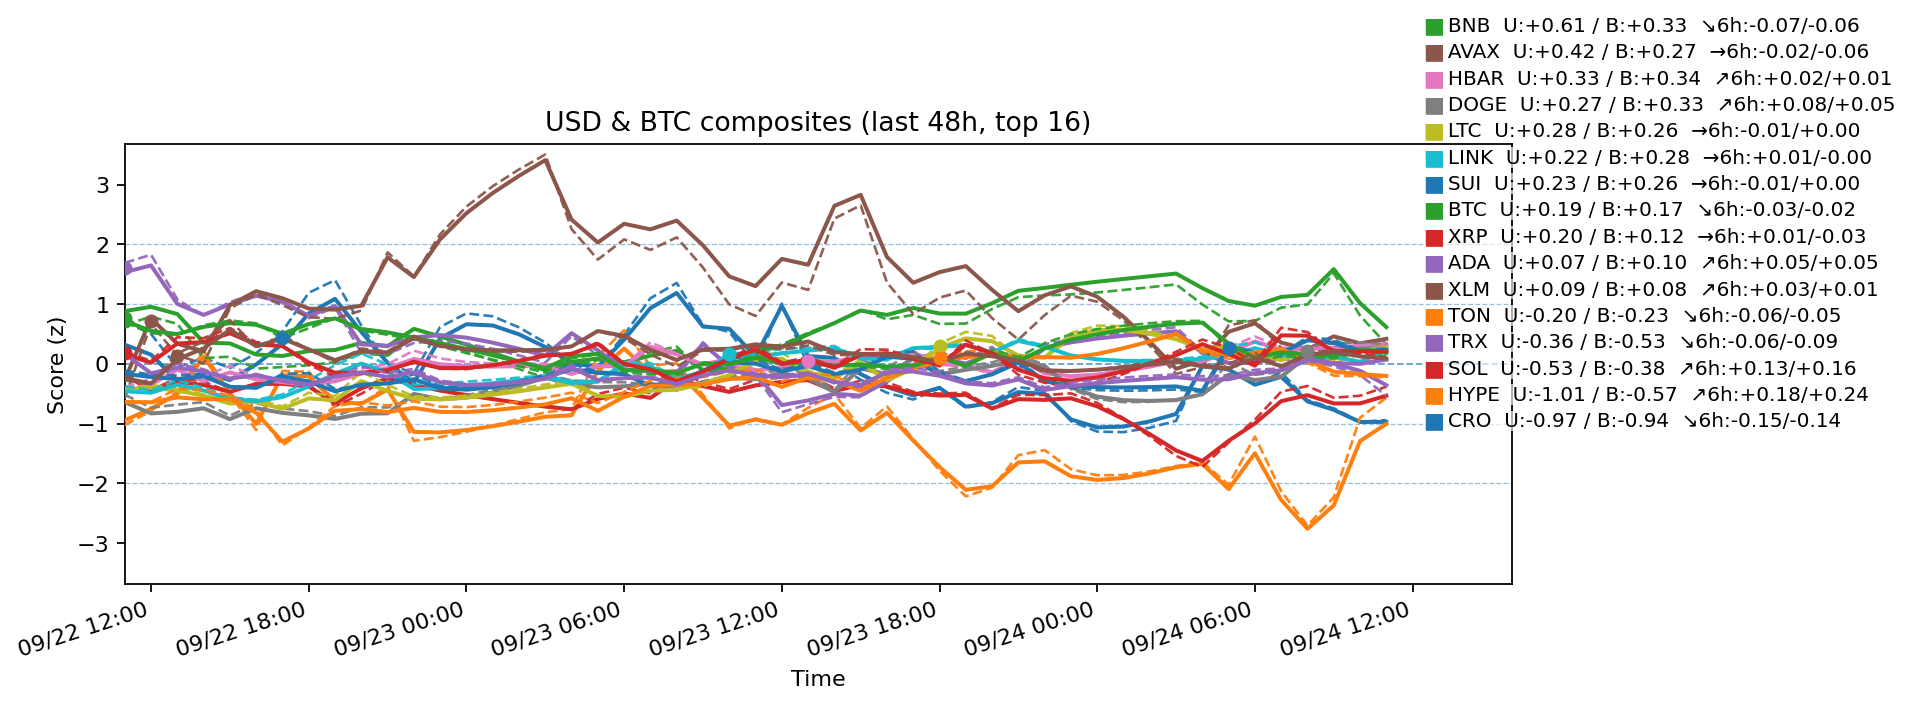 BNB  U:+0.61 / B:+0.33  ↘6h:-0.07/-0.06
AVAX  U:+0.42 / B:+0.27  →6h:-0.02/-0.06
HBAR  U:+0.33 / B:+0.34  ↗6h:+0.02/+0.01
DOGE  U:+0.27 / B:+0.33  ↗6h:+0.08/+0.05
LTC  U:+0.28 / B:+0.26  →6h:-0.01/+0.00
LINK  U:+0.22 / B:+0.28  →6h:+0.01/-0.00
SUI  U:+0.23 / B:+0.26  →6h:-0.01/+0.00
BTC  U:+0.19 / B:+0.17  ↘6h:-0.03/-0.02
XRP  U:+0.20 / B:+0.12  →6h:+0.01/-0.03
ADA  U:+0.07 / B:+0.10  ↗6h:+0.05/+0.05
XLM  U:+0.09 / B:+0.08  ↗6h:+0.03/+0.01
TON  U:-0.20 / B:-0.23  ↘6h:-0.06/-0.05
TRX  U:-0.36 / B:-0.53  ↘6h:-0.06/-0.09
SOL  U:-0.53 / B:-0.38  ↗6h:+0.13/+0.16
HYPE  U:-1.01 / B:-0.57  ↗6h:+0.18/+0.24
CRO  U:-0.97 / B:-0.94  ↘6h:-0.15/-0.14
USD & BTC composites (last 48h, top 16)
Score (z)
3
2
1
0
−1
−2
−3
09/22 12:00
09/22 18:00
09/23 00:00
09/23 06:00
09/23 12:00
09/23 18:00
09/24 00:00
09/24 06:00
09/24 12:00
Time